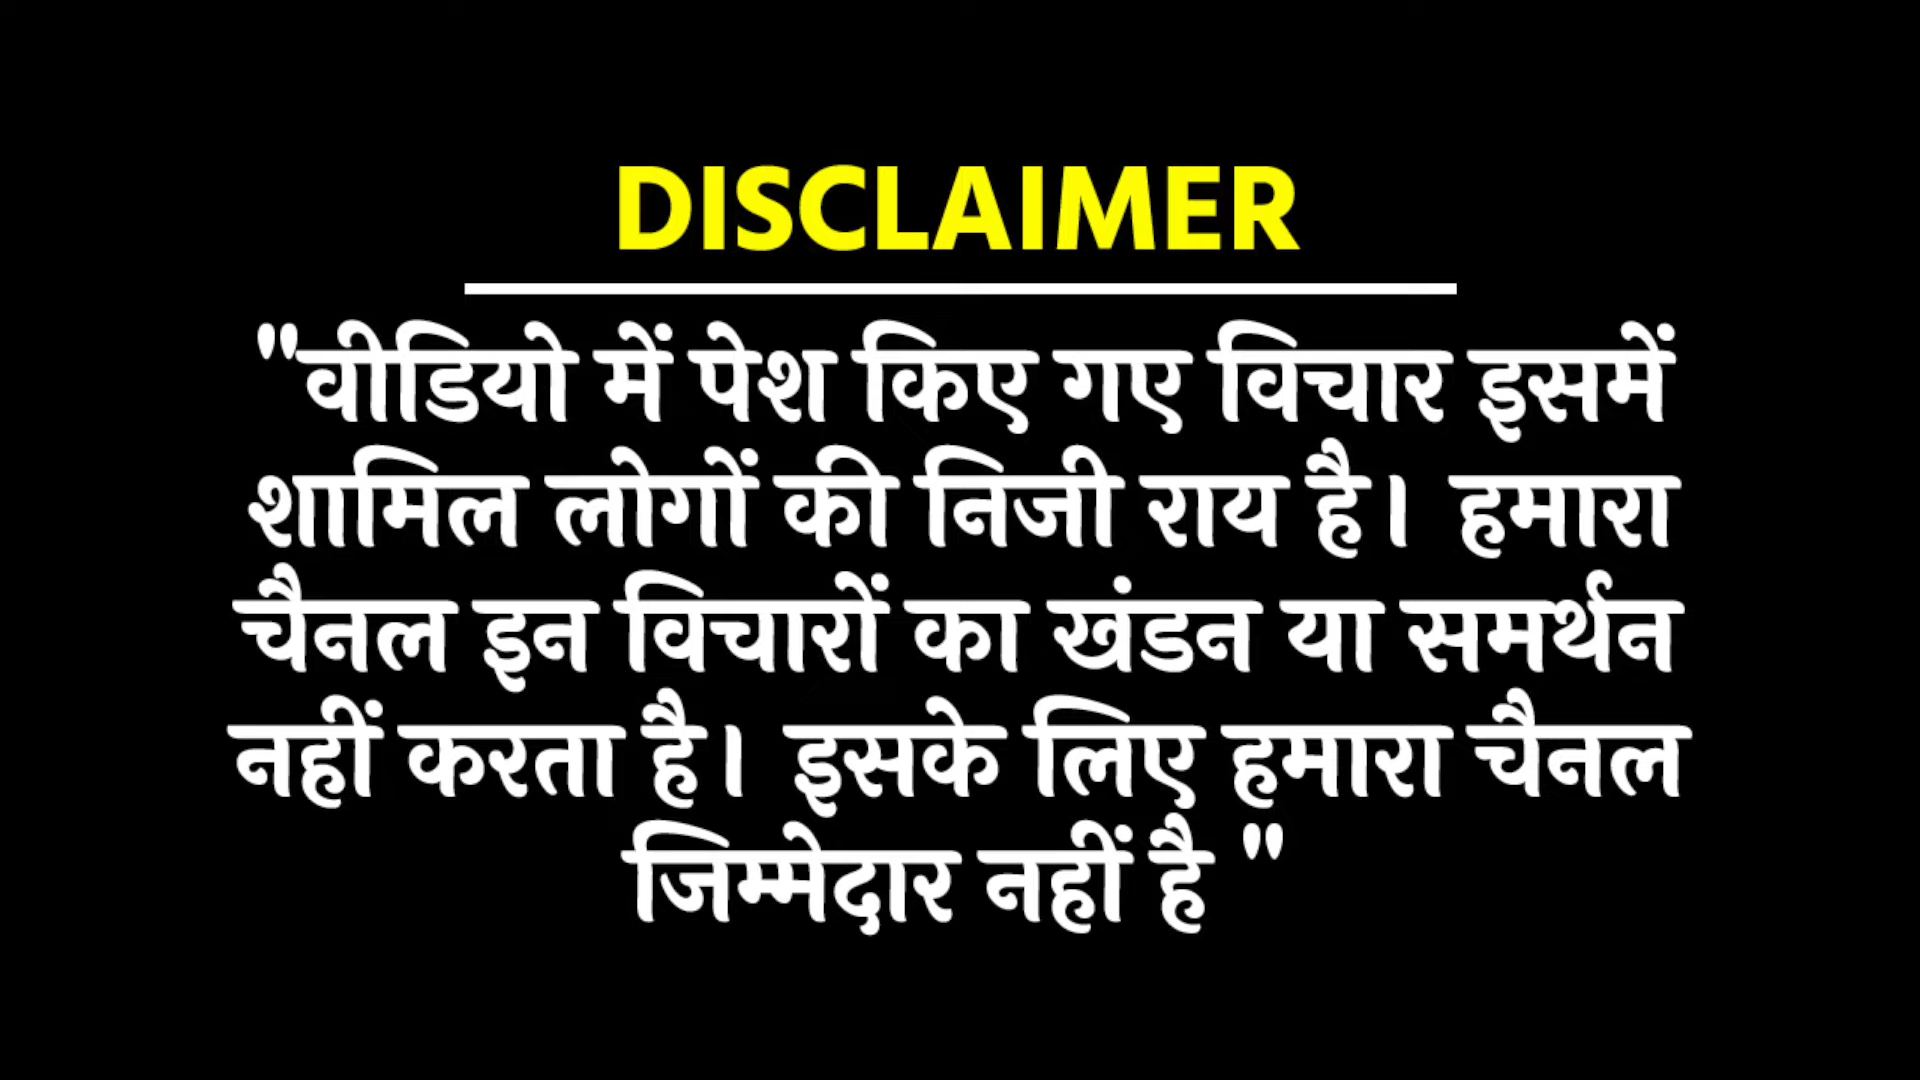 DISCLAIMER
"वीडियो में पेश किए गए विचार इसमें
शामिल लोगों की निजी राय है। हमारा
चैनल इन विचारों का खंडन या समर्थन
नहीं करता है। इसके लिए हमारा चैनल
जिम्मेदार नहीं है "